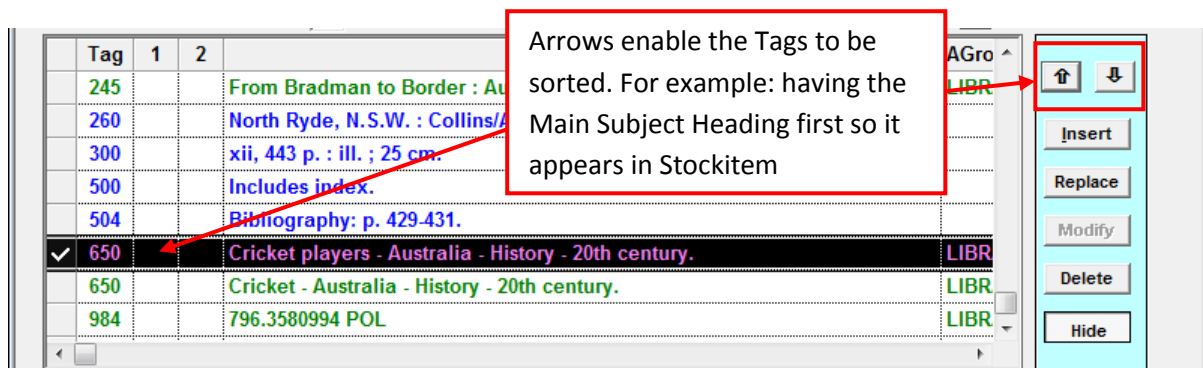 Arrows enable the Tags to be
sorted. For example: having the
Main Subject Heading first so it
appears in Stockitem
Tag 1 2 AGro
245 From Bradman to Border : Au LIBR
260 North Ryde, N.S.W. : Collins/A
300 xii, 443 p. : ill. ; 25 cm.
500 Includes index.
504 Bibliography: p. 429-431.
650 Cricket players - Australia - History - 20th century. LIBR
650 Cricket - Australia - History - 20th century. LIBR
984 796.3580994 POL LIBR
Insert
Replace
Modify
Delete
Hide